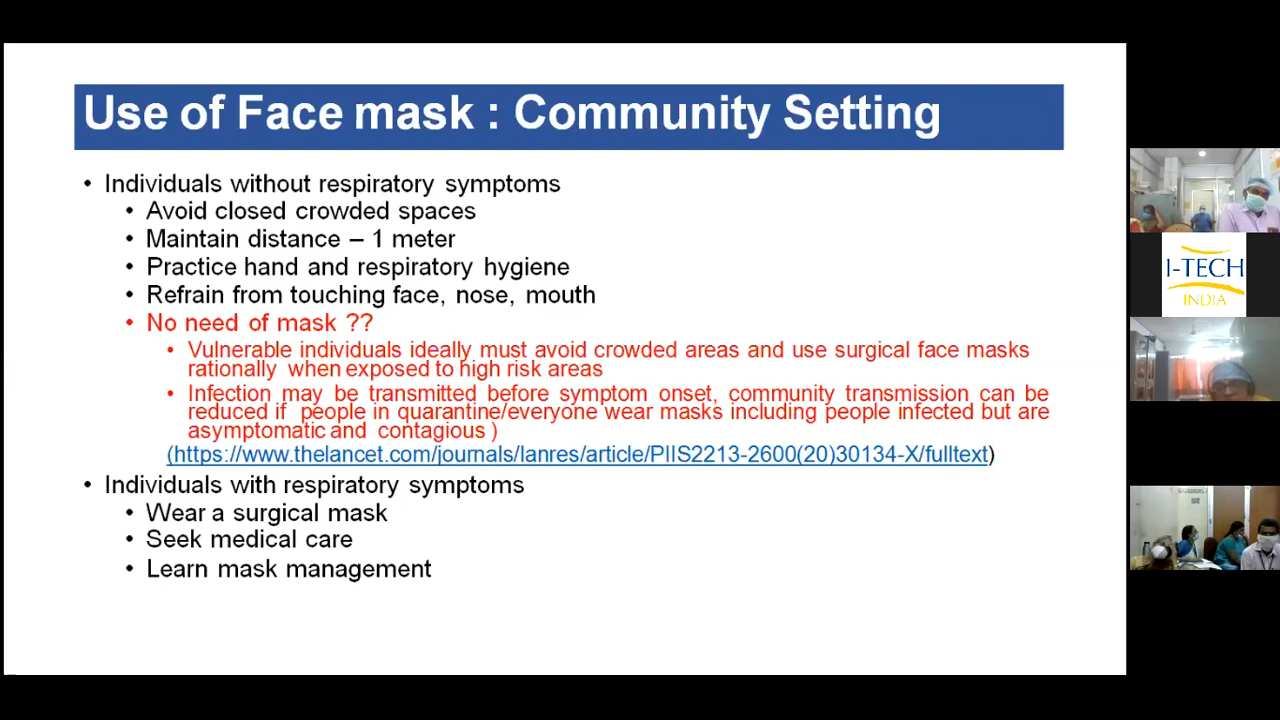 Use of Face mask : Community Setting
• Individuals without respiratory symptoms
• Avoid closed crowded spaces
• Maintain distance – 1 meter
• Practice hand and respiratory hygiene
• Refrain from touching face, nose, mouth
• No need of mask ??
• Vulnerable individuals ideally must avoid crowded areas and use surgical face masks
rationally when exposed to high risk areas
• Infection may be transmitted before symptom onset, community transmission can be
reduced if people in quarantine/everyone wear masks including people infected but are
asymptomatic and contagious )
(https://www.thelancet.com/journals/lanres/article/PIIS2213-2600(20)30134-X/fulltext)
• Individuals with respiratory symptoms
• Wear a surgical mask
• Seek medical care
• Learn mask management
I-TECH
INDIA